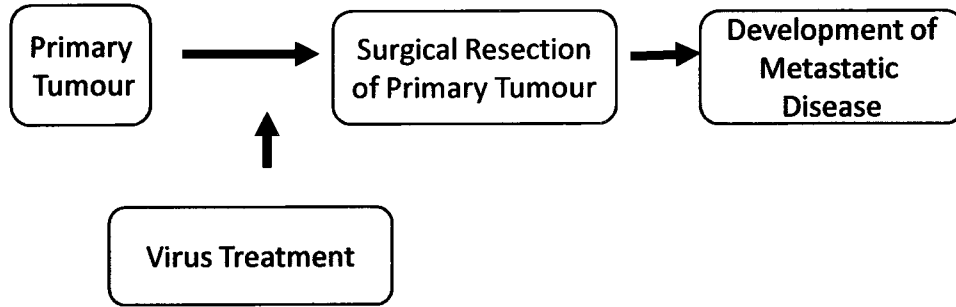 Primary
Tumour
Surgical Resection
of Primary Tumour
Development of
Metastatic
Disease
Virus Treatment